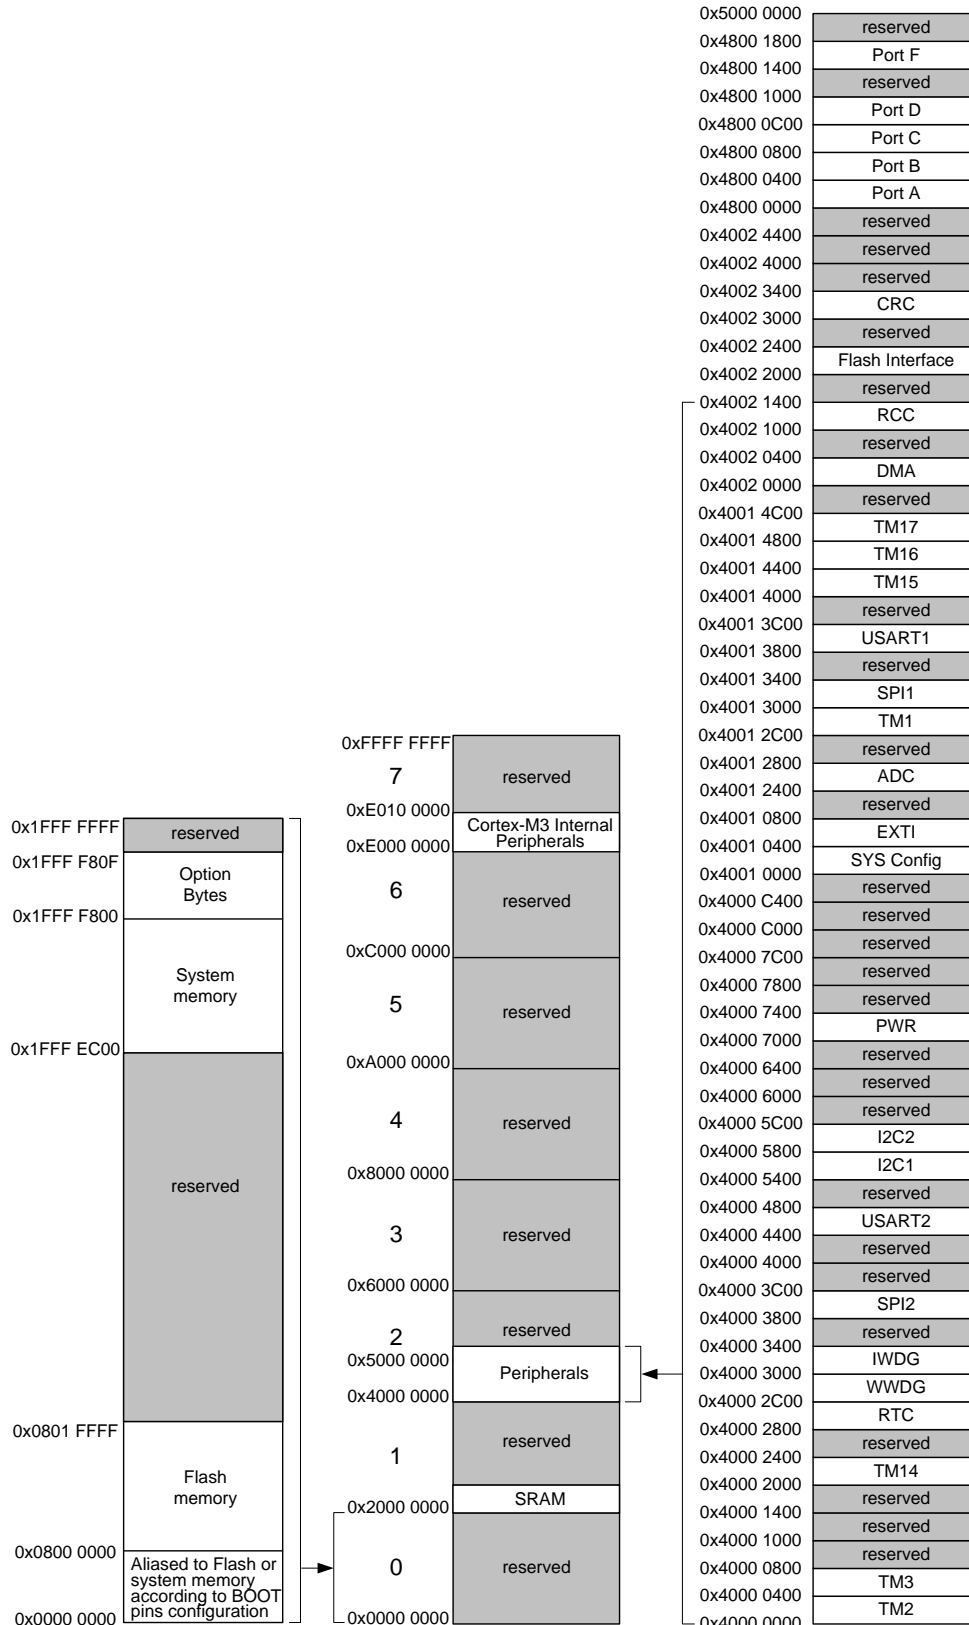 0x1FFF FFFF
reserved
0x1FFF F80F
Option
Bytes
0x1FFF F800
System
memory
0x1FFF EC00
reserved
0x0801 FFFF
Flash
memory
0x0800 0000
Aliased to Flash or
system memory
according to BOOT
pins configuration
0x0000 0000
0xFFFF FFFF
7
reserved
0xE010 0000
Cortex-M3 Internal
Peripherals
0xE000 0000
6
reserved
0xC000 0000
5
reserved
0xA000 0000
4
reserved
0x8000 0000
3
reserved
0x6000 0000
2
reserved
0x5000 0000
Peripherals
0x4000 0000
1
reserved
0x2000 0000
SRAM
0
reserved
0x0000 0000
0x5000 0000
reserved
0x4800 1800
Port F
0x4800 1400
reserved
0x4800 1000
Port D
0x4800 0C00
Port C
0x4800 0800
Port B
0x4800 0400
Port A
0x4800 0000
reserved
0x4002 4400
reserved
0x4002 4000
reserved
0x4002 3400
CRC
0x4002 3000
reserved
0x4002 2400
Flash Interface
0x4002 2000
reserved
0x4002 1400
RCC
0x4002 1000
reserved
0x4002 0400
DMA
0x4002 0000
reserved
0x4001 4C00
TM17
0x4001 4800
TM16
0x4001 4400
TM15
0x4001 4000
reserved
0x4001 3C00
USART1
0x4001 3800
reserved
0x4001 3400
SPI1
0x4001 3000
TM1
0x4001 2C00
reserved
0x4001 2800
ADC
0x4001 2400
reserved
0x4001 0800
EXTI
0x4001 0400
SYS Config
0x4001 0000
reserved
0x4000 C400
reserved
0x4000 C000
reserved
0x4000 7C00
reserved
0x4000 7800
reserved
0x4000 7400
PWR
0x4000 7000
reserved
0x4000 6400
reserved
0x4000 6000
reserved
0x4000 5C00
I2C2
0x4000 5800
I2C1
0x4000 5400
reserved
0x4000 4800
USART2
0x4000 4400
reserved
0x4000 4000
reserved
0x4000 3C00
SPI2
0x4000 3800
reserved
0x4000 3400
IWDG
0x4000 3000
WWDG
0x4000 2C00
RTC
0x4000 2800
reserved
0x4000 2400
TM14
0x4000 2000
reserved
0x4000 1400
reserved
0x4000 1000
reserved
0x4000 0800
TM3
0x4000 0400
TM2
0x4000 0000